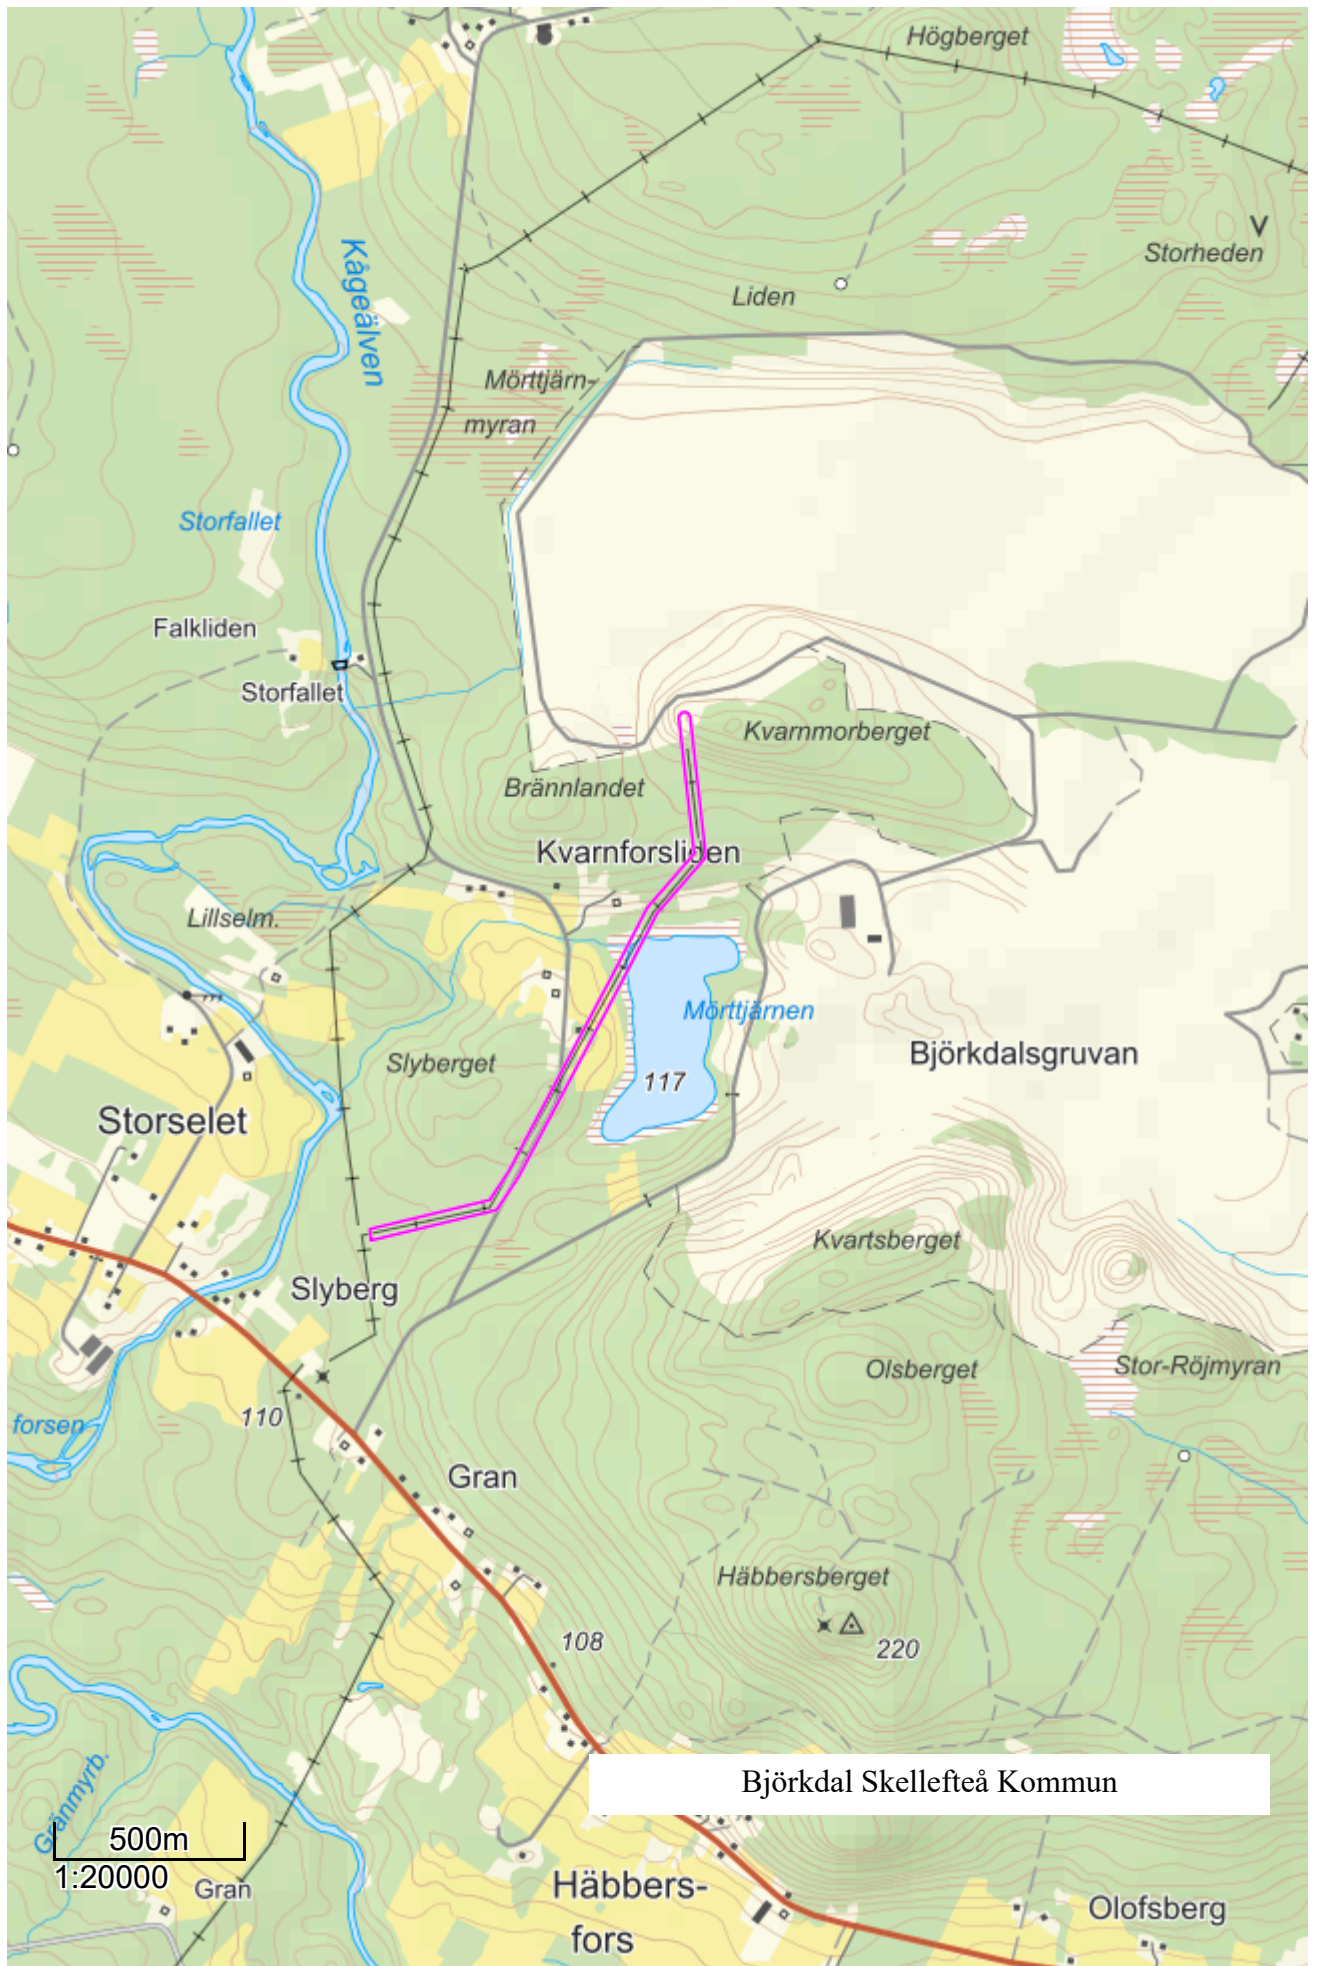 Högberget
Storheden
Kågeälven
Liden
Mörttjärn-
myran
Storfallet
Falkliden
Storfallet
Kvarnmorberget
Brännlandet
Kvarnforsliden
Lillselm.
Mörttjärnen
Björkdalsgruvan
Slyberget
117
Storselet
Kvartsberget
Slyberg
Olsberget
Stor-Röjmyran
110
forsen
Gran
Häbbersberget
108
220
Björkdal Skellefteå Kommun
Gränmyrb.
500m
1:20000
Gran
Häbbers-
fors
Olofsberg